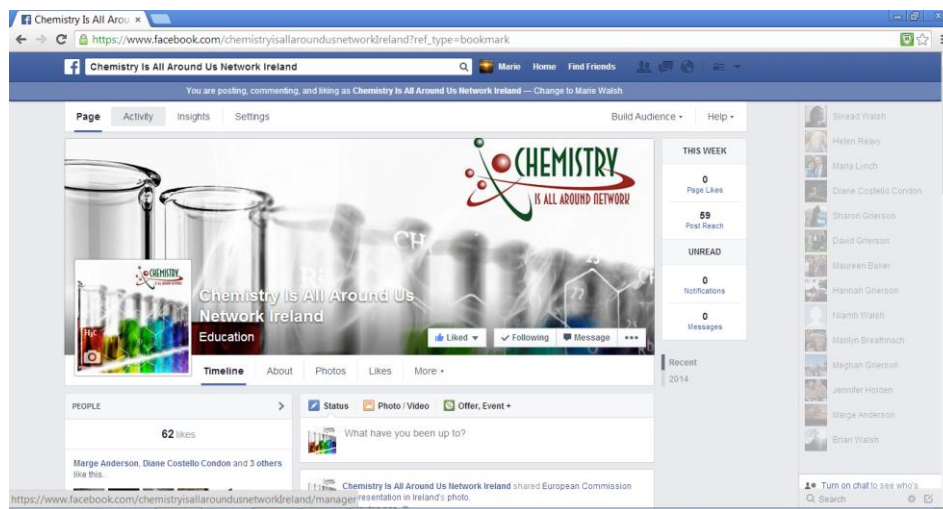 Chemistry Is All Arou ×
https://www.facebook.com/chemistryisallaroundusnetworkIreland?ref_type=bookmark
Chemistry Is All Around Us Network Ireland
Marie Home Find Friends
You are posting, commenting, and liking as Chemistry Is All Around Us Network Ireland — Change to Marie Walsh
Page Activity Insights Settings Build Audience Help
CHEMISTRY
IS ALL AROUND NETWORK
CHEMISTRY
H₃C
CH
Chemistry Is All Around Us
Network Ireland
Education
Liked Following Message •••
Timeline About Photos Likes More
THIS WEEK
0
Page Likes
59
Post Reach
UNREAD
0
Notifications
0
Messages
Recent
2014
PEOPLE >
62 likes
Marge Anderson, Diane Costello Condon and 3 others
like this.
Status Photo / Video Offer, Event +
What have you been up to?
Chemistry Is All Around Us Network Ireland shared European Commission
resentation in Ireland's photo.
https://www.facebook.com/chemistryisallaroundusnetworkIreland/manager
Sinead Walsh
Helen Reavy
Maria Lynch
Diane Costello Condon
Sharon Grierson
David Grierson
Maureen Baker
Hannah Grierson
Niamh Walsh
Marilyn Breathnach
Meghan Grierson
Jennifer Holden
Marge Anderson
Brian Walsh
Turn on chat to see who's
Search